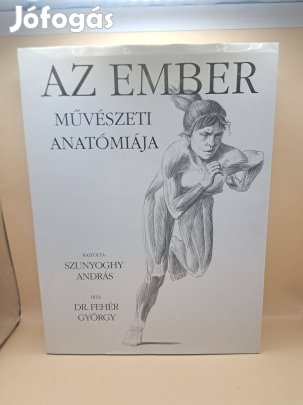 Jófogás
AZ EMBER
MŰVÉSZETI
ANATÓMIÁJA
RAJZOLTA
SZUNYOGHY
ANDRÁS
ÍRTA
DR. FEHÉR
GYÖRGY